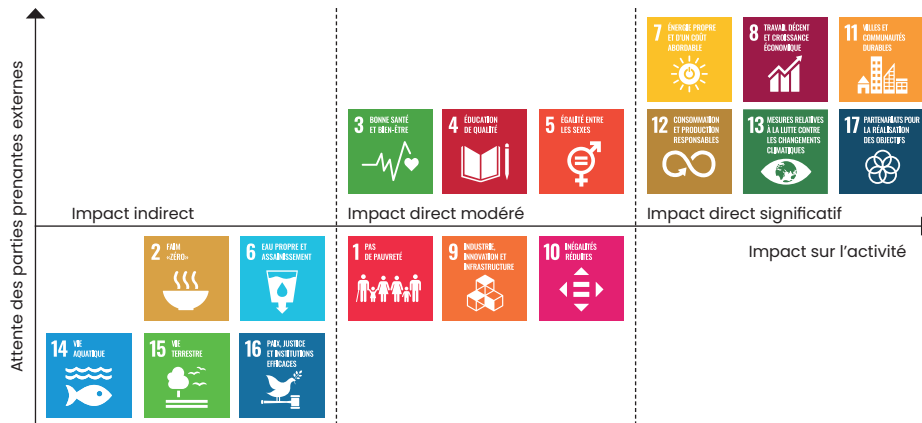 Attente des parties prenantes externes
7 ÉNERGIE PROPRE
ET D'UN COÛT
ABORDABLE
8 TRAVAIL DÉCENT
ET CROISSANCE
ÉCONOMIQUE
11 VILLES ET
COMMUNAUTÉS
DURABLES
3 BONNE SANTÉ
ET BIEN-ÊTRE
4 ÉDUCATION
DE QUALITÉ
5 ÉGALITÉ ENTRE
LES SEXES
12 CONSOMMATION
ET PRODUCTION
RESPONSABLES
13 MESURES RELATIVES
À LA LUTTE CONTRE
LES CHANGEMENTS
CLIMATIQUES
17 PARTENARIATS POUR
LA RÉALISATION
DES OBJECTIFS
Impact indirect
Impact direct modéré
Impact direct significatif
Impact sur l'activité
2 FAIM
«ZÉRO»
6 EAU PROPRE ET
ASSAINISSEMENT
1 PAS
DE PAUVRETÉ
9 INDUSTRIE,
INNOVATION ET
INFRASTRUCTURE
10 INÉGALITÉS
RÉDUITES
14 VIE
AQUATIQUE
15 VIE
TERRESTRE
16 PAIX, JUSTICE
ET INSTITUTIONS
EFFICACES